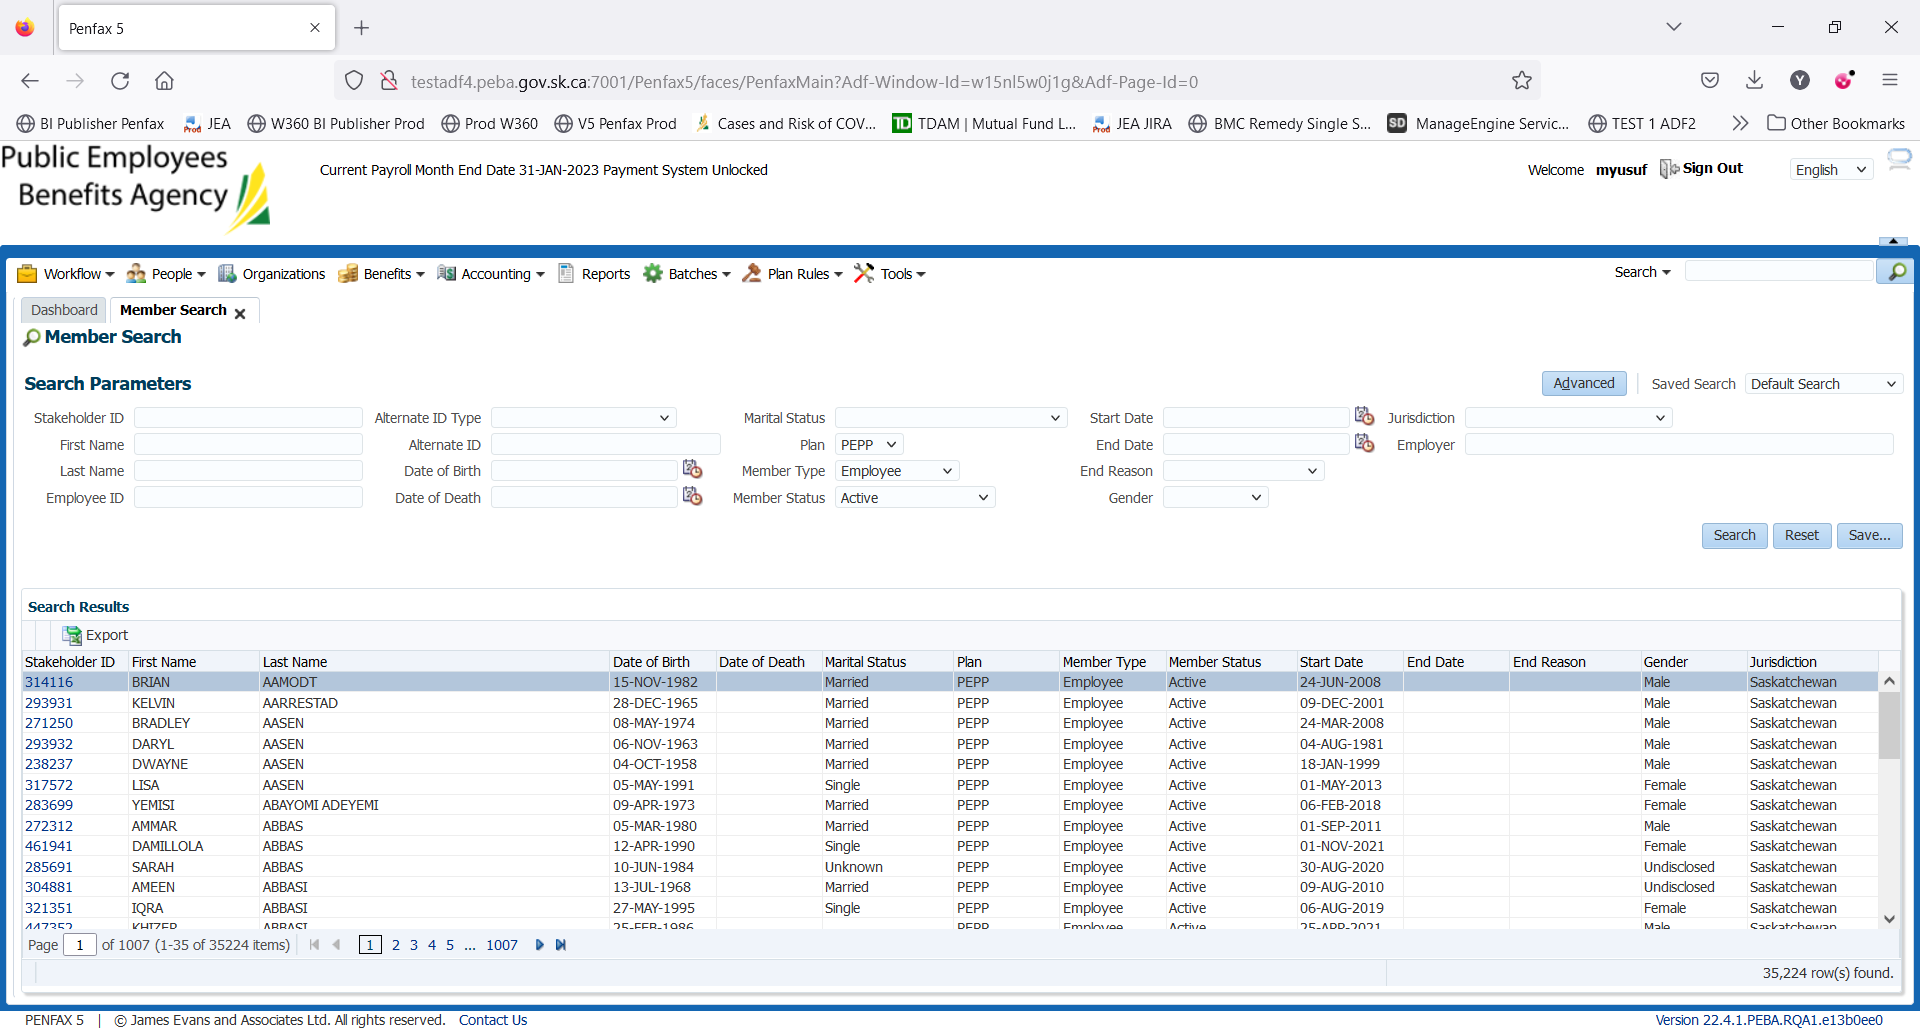 Penfax 5
testadf4.peba.gov.sk.ca:7001/Penfax5/faces/PenfaxMain?Adf-Window-Id=w15nl5w0j1g&Adf-Page-Id=0
Y
BI Publisher Penfax JEA W360 BI Publisher Prod Prod W360 V5 Penfax Prod Cases and Risk of COV... TDAM | Mutual Fund L... JEA JIRA BMC Remedy Single S... ManageEngine Servic... TEST 1 ADF2 Other Bookmarks
Public Employees
Benefits Agency
Current Payroll Month End Date 31-JAN-2023 Payment System Unlocked
Welcome myusuf Sign Out English
Workflow People Organizations Benefits Accounting Reports Batches Plan Rules Tools Search
Dashboard Member Search
Member Search
Search Parameters Advanced Saved Search Default Search
Stakeholder ID Alternate ID Type Marital Status Start Date Jurisdiction
First Name Alternate ID Plan PEPP End Date Employer
Last Name Date of Birth Member Type Employee End Reason
Employee ID Date of Death Member Status Active Gender
Search Reset Save...
Search Results
Export
Stakeholder ID First Name Last Name Date of Birth Date of Death Marital Status Plan Member Type Member Status Start Date End Date End Reason Gender Jurisdiction
314116 BRIAN AAMODT 15-NOV-1982 Married PEPP Employee Active 24-JUN-2008 Male Saskatchewan
293931 KELVIN AARRESTAD 28-DEC-1965 Married PEPP Employee Active 09-DEC-2001 Male Saskatchewan
271250 BRADLEY AASEN 08-MAY-1974 Married PEPP Employee Active 24-MAR-2008 Male Saskatchewan
293932 DARYL AASEN 06-NOV-1963 Married PEPP Employee Active 04-AUG-1981 Male Saskatchewan
238237 DWAYNE AASEN 04-OCT-1958 Married PEPP Employee Active 18-JAN-1999 Male Saskatchewan
317572 LISA AASEN 05-MAY-1991 Single PEPP Employee Active 01-MAY-2013 Female Saskatchewan
283699 YEMISI ABAYOMI ADEYEMI 09-APR-1973 Married PEPP Employee Active 06-FEB-2018 Female Saskatchewan
272312 AMMAR ABBAS 05-MAR-1980 Married PEPP Employee Active 01-SEP-2011 Male Saskatchewan
461941 DAMILLOLA ABBAS 12-APR-1990 Single PEPP Employee Active 01-NOV-2021 Female Saskatchewan
285691 SARAH ABBAS 10-JUN-1984 Unknown PEPP Employee Active 30-AUG-2020 Undisclosed Saskatchewan
304881 AMEEN ABBASI 13-JUL-1968 Married PEPP Employee Active 09-AUG-2010 Undisclosed Saskatchewan
321351 IQRA ABBASI 27-MAY-1995 Single PEPP Employee Active 06-AUG-2019 Female Saskatchewan
447352 KHIZER ABBASI 25-FEB-1986 PEPP Employee Active 25-APR-2021 Male Saskatchewan
Page 1 of 1007 (1-35 of 35224 items) 1 2 3 4 5 ... 1007
35,224 row(s) found.
PENFAX 5 | © James Evans and Associates Ltd. All rights reserved. Contact Us Version 22.4.1.PEBA.RQA1.e13b0ee0